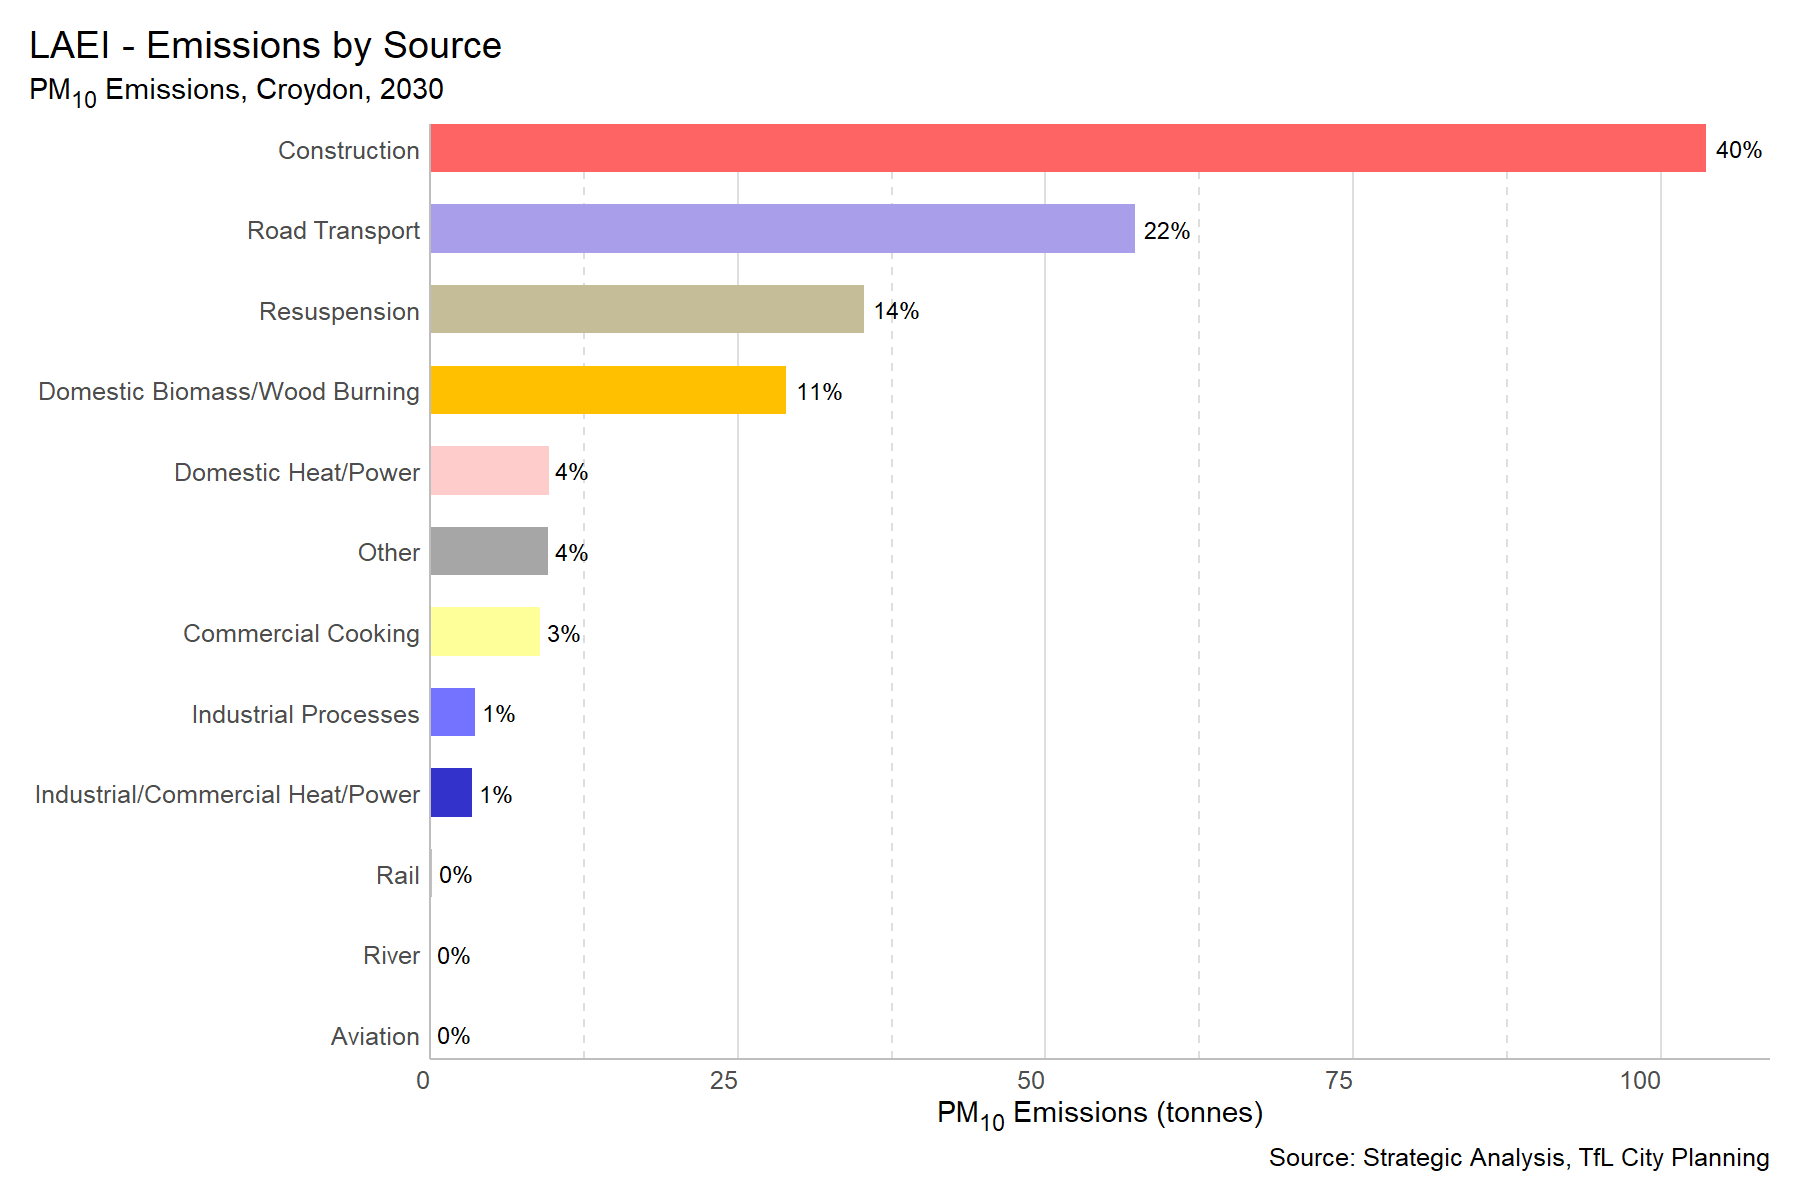 LAEI - Emissions by Source
PM10 Emissions, Croydon, 2030
Construction 40%
Road Transport 22%
Resuspension 14%
Domestic Biomass/Wood Burning 11%
Domestic Heat/Power 4%
Other 4%
Commercial Cooking 3%
Industrial Processes 1%
Industrial/Commercial Heat/Power 1%
Rail 0%
River 0%
Aviation 0%
0 25 50 75 100
PM10 Emissions (tonnes)
Source: Strategic Analysis, TfL City Planning